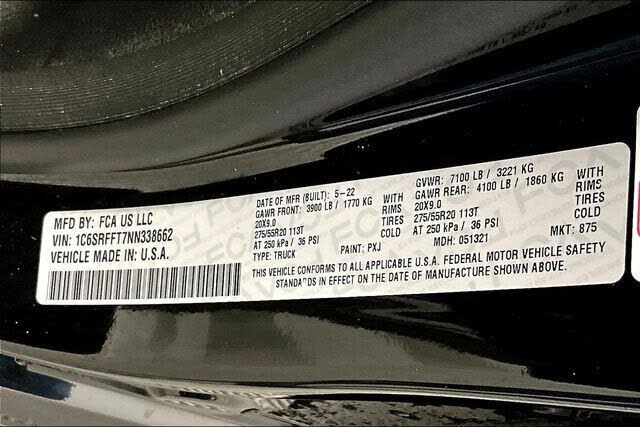 MFD BY: FCA US LLC
VIN: 1C6SRFFT7NN338662
VEHICLE MADE IN: U.S.A.
DATE OF MFR (BUILT): 5-22
GAWR FRONT: 3900 LB / 1770 KG WITH
20X9.0 RIMS
275/55R20 113T TIRES
AT 250 kPa / 36 PSI COLD
TYPE: TRUCK PAINT: PXJ
GVWR: 7100 LB / 3221 KG
GAWR REAR: 4100 LB / 1860 KG WITH
20X9.0 RIMS
275/55R20 113T TIRES
AT 250 kPa / 36 PSI COLD
MDH: 051321 MKT: 875
THIS VEHICLE CONFORMS TO ALL APPLICABLE U.S.A. FEDERAL MOTOR VEHICLE SAFETY
STANDARDS IN EFFECT ON THE DATE OF MANUFACTURE SHOWN ABOVE.